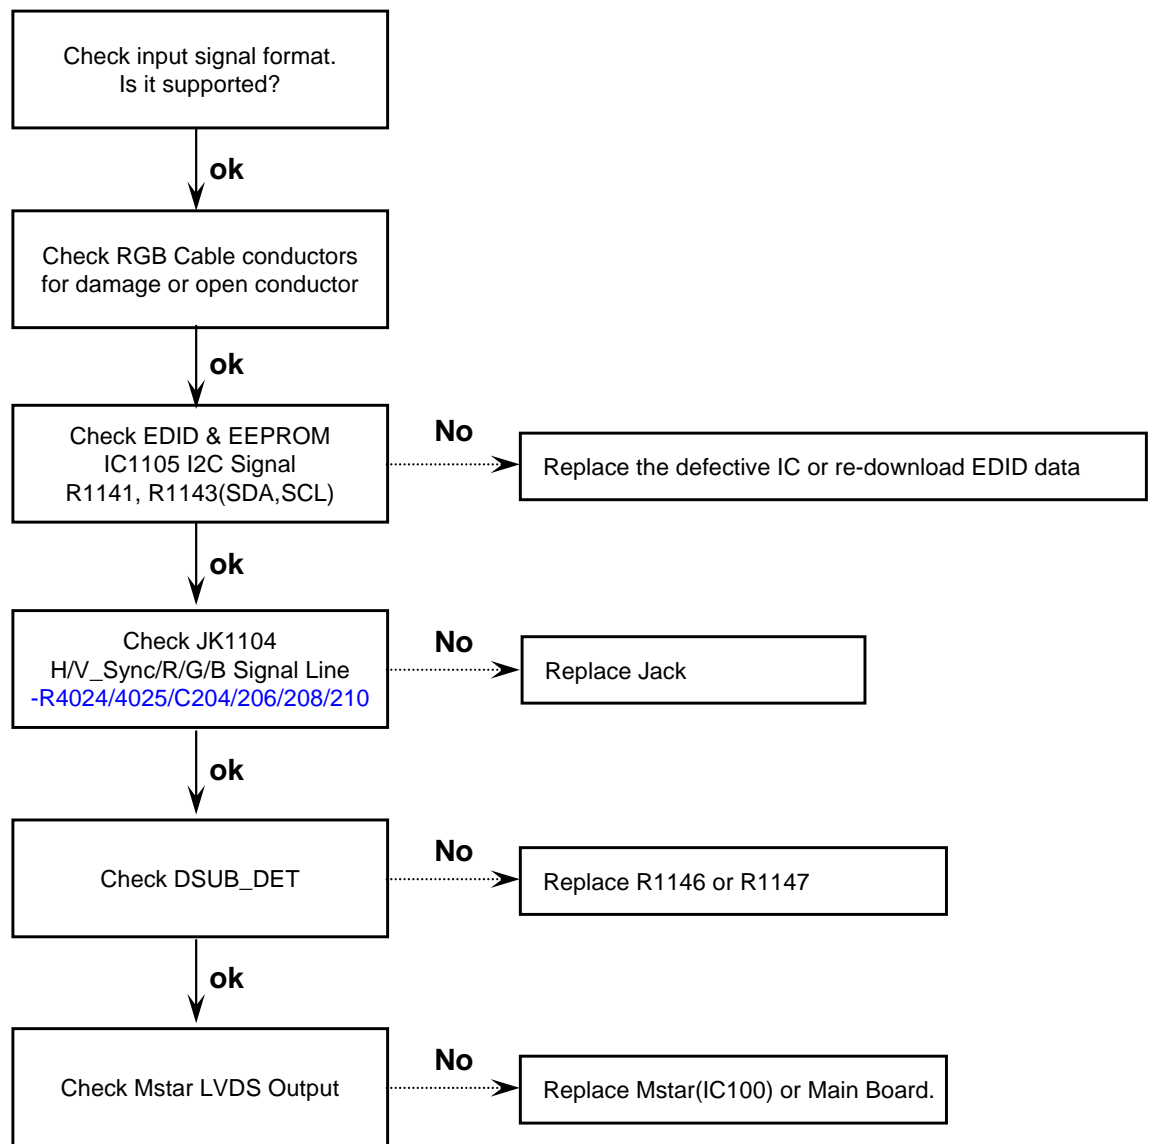 Check input signal format.
Is it supported?
ok
Check RGB Cable conductors
for damage or open conductor
ok
Check EDID & EEPROM
IC1105 I2C Signal
R1141, R1143(SDA,SCL)
No
Replace the defective IC or re-download EDID data
ok
Check JK1104
H/V_Sync/R/G/B Signal Line
-R4024/4025/C204/206/208/210
No
Replace Jack
ok
Check DSUB_DET
No
Replace R1146 or R1147
ok
Check Mstar LVDS Output
No
Replace Mstar(IC100) or Main Board.